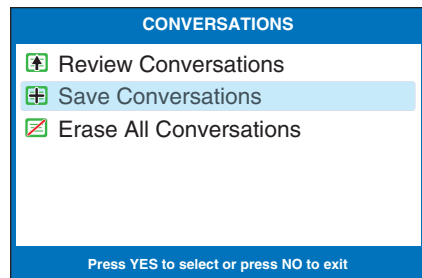 CONVERSATIONS
Review Conversations
Save Conversations
Erase All Conversations
Press YES to select or press NO to exit